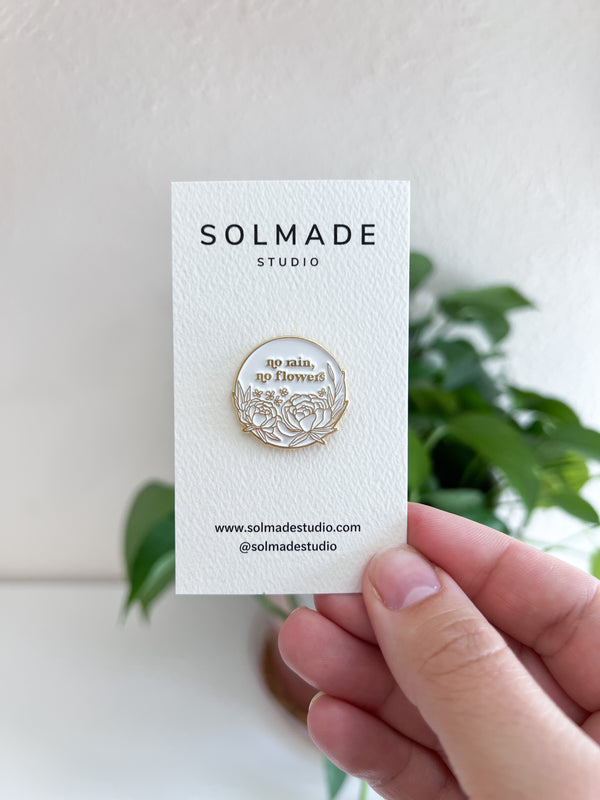 SOLMADE
STUDIO
no rain,
no flowers
www.solmadestudio.com
@solmadestudio